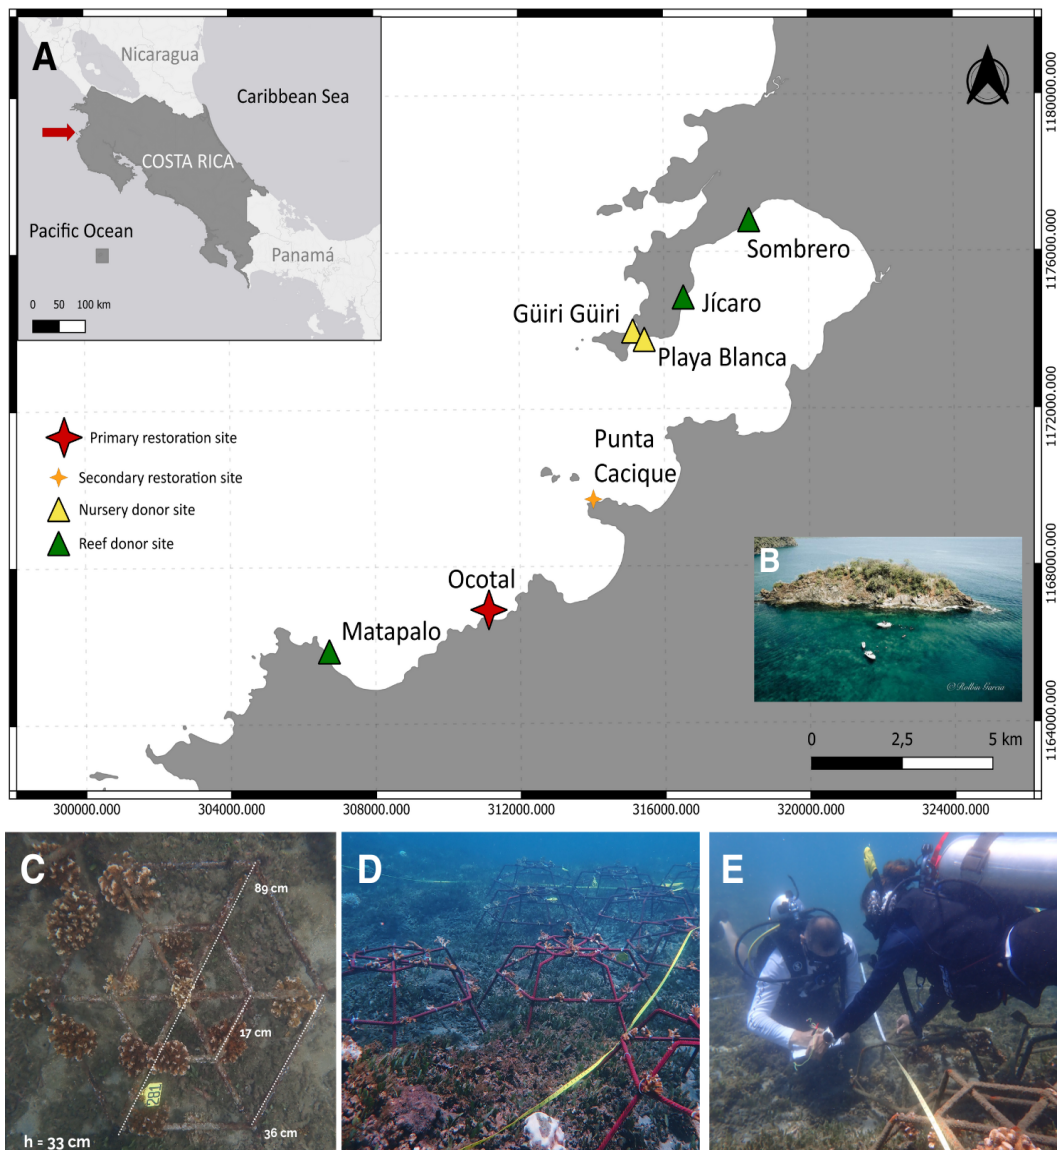 A
Nicaragua
Caribbean Sea
COSTA RICA
Pacific Ocean
Panamá
0 50 100 km
Sombrero
Jícaro
Güiri Güiri
Playa Blanca
Punta
Cacique
Ocotal
Matapalo
Primary restoration site
Secondary restoration site
Nursery donor site
Reef donor site
B
©Rolbin Garcia
0 2,5 5 km
1180000.000
1176000.000
1172000.000
1168000.000
1164000.000
300000.000 304000.000 308000.000 312000.000 316000.000 320000.000 324000.000
C
89 cm
17 cm
281
36 cm
h = 33 cm
D
E